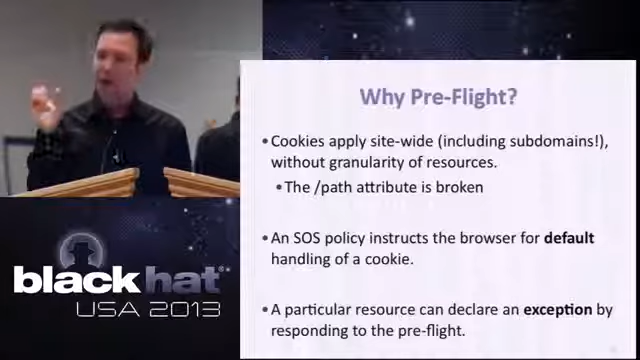 Why Pre-Flight?
•Cookies apply site-wide (including subdomains!),
without granularity of resources.
•The /path attribute is broken
•An SOS policy instructs the browser for default
handling of a cookie.
•A particular resource can declare an exception by
responding to the pre-flight.
black hat®
USA 2013